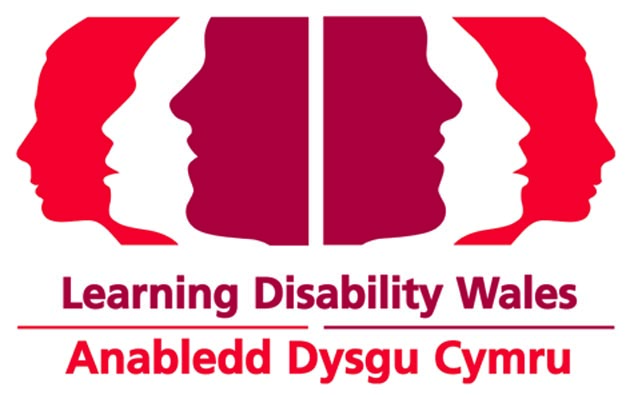 Learning Disability Wales
Anabledd Dysgu Cymru